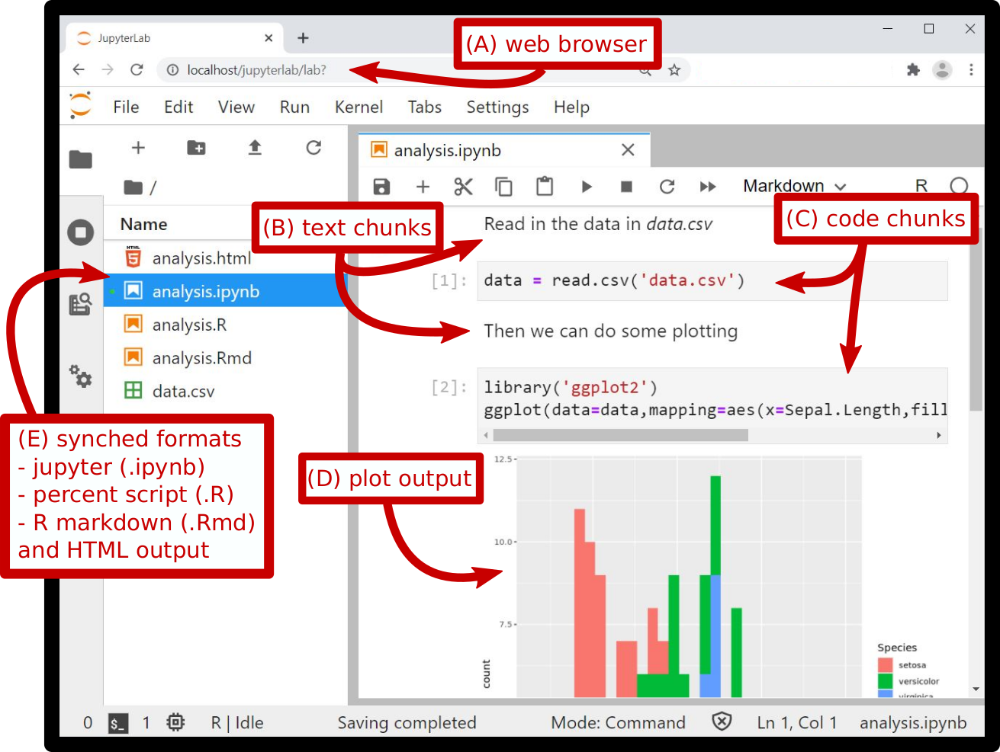 JupyterLab
(A) web browser
localhost/jupyterlab/lab?
File Edit View Run Kernel Tabs Settings Help
analysis.ipynb
/
Markdown
R
Name
(B) text chunks
Read in the data in data.csv
(C) code chunks
HTML
5
analysis.html
analysis.ipynb
analysis.R
analysis.Rmd
data.csv
[1]: data = read.csv('data.csv')
Then we can do some plotting
[2]: library('ggplot2')
ggplot(data=data,mapping=aes(x=Sepal.Length,fill
(E) synched formats
- jupyter (.ipynb)
- percent script (.R)
- R markdown (.Rmd)
and HTML output
(D) plot output
12.5
10.0
7.5
count
Species
setosa
versicolor
virginica
0 $_ 1 R | Idle Saving completed Mode: Command Ln 1, Col 1 analysis.ipynb